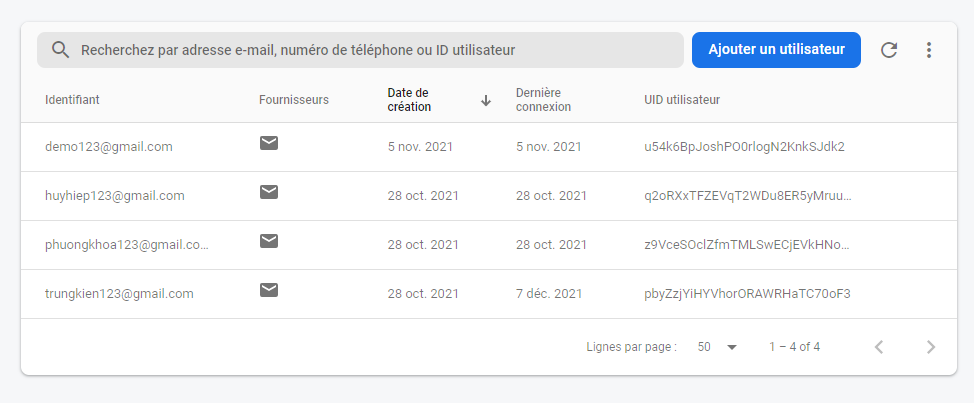 Recherchez par adresse e-mail, numéro de téléphone ou ID utilisateur
Ajouter un utilisateur
Identifiant Fournisseurs Date de création Dernière connexion UID utilisateur
demo123@gmail.com 5 nov. 2021 5 nov. 2021 u54k6BpJoshPO0rlogN2KnkSJdk2
huyhiep123@gmail.com 28 oct. 2021 28 oct. 2021 q2oRXxTFZEVqT2WDu8ER5yMruu...
phuongkhoa123@gmail.co... 28 oct. 2021 28 oct. 2021 z9VceSOclZfmTMLSwECjEVkHNo...
trungkien123@gmail.com 28 oct. 2021 7 déc. 2021 pbyZzjYiHYVhorORAWRHaTC70oF3
Lignes par page : 50 1 – 4 of 4